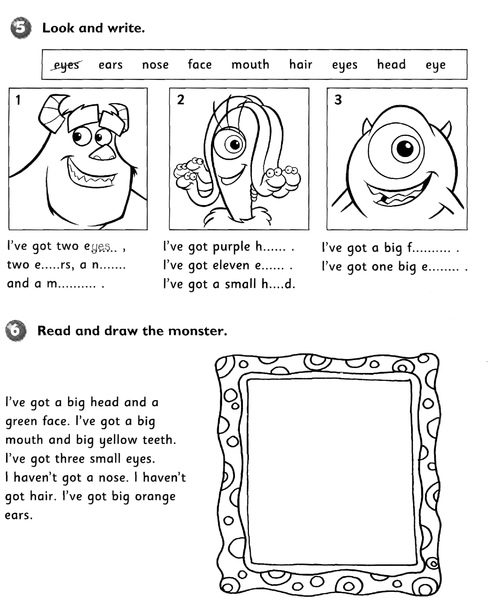 5 Look and write.
eyes ears nose face mouth hair eyes head eye
1
2
3
I've got two eyes.. ,
two e.....rs, a n.......
and a m.......... .
I've got purple h...... .
I've got eleven e...... .
I've got a small h....d.
I've got a big f.......... .
I've got one big e........ .
6 Read and draw the monster.
I've got a big head and a
green face. I've got a big
mouth and big yellow teeth.
I've got three small eyes.
I haven't got a nose. I haven't
got hair. I've got big orange
ears.